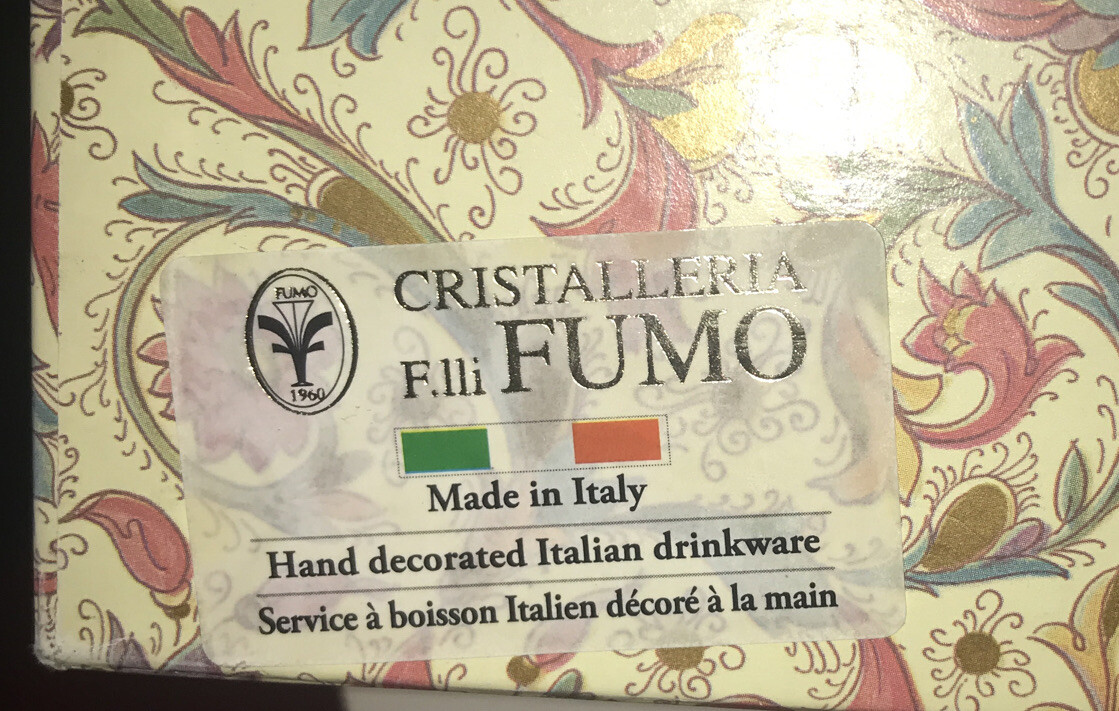 FUMO
1960
CRISTALLERIA
F.lli FUMO
Made in Italy
Hand decorated Italian drinkware
Service à boisson Italien décoré à la main